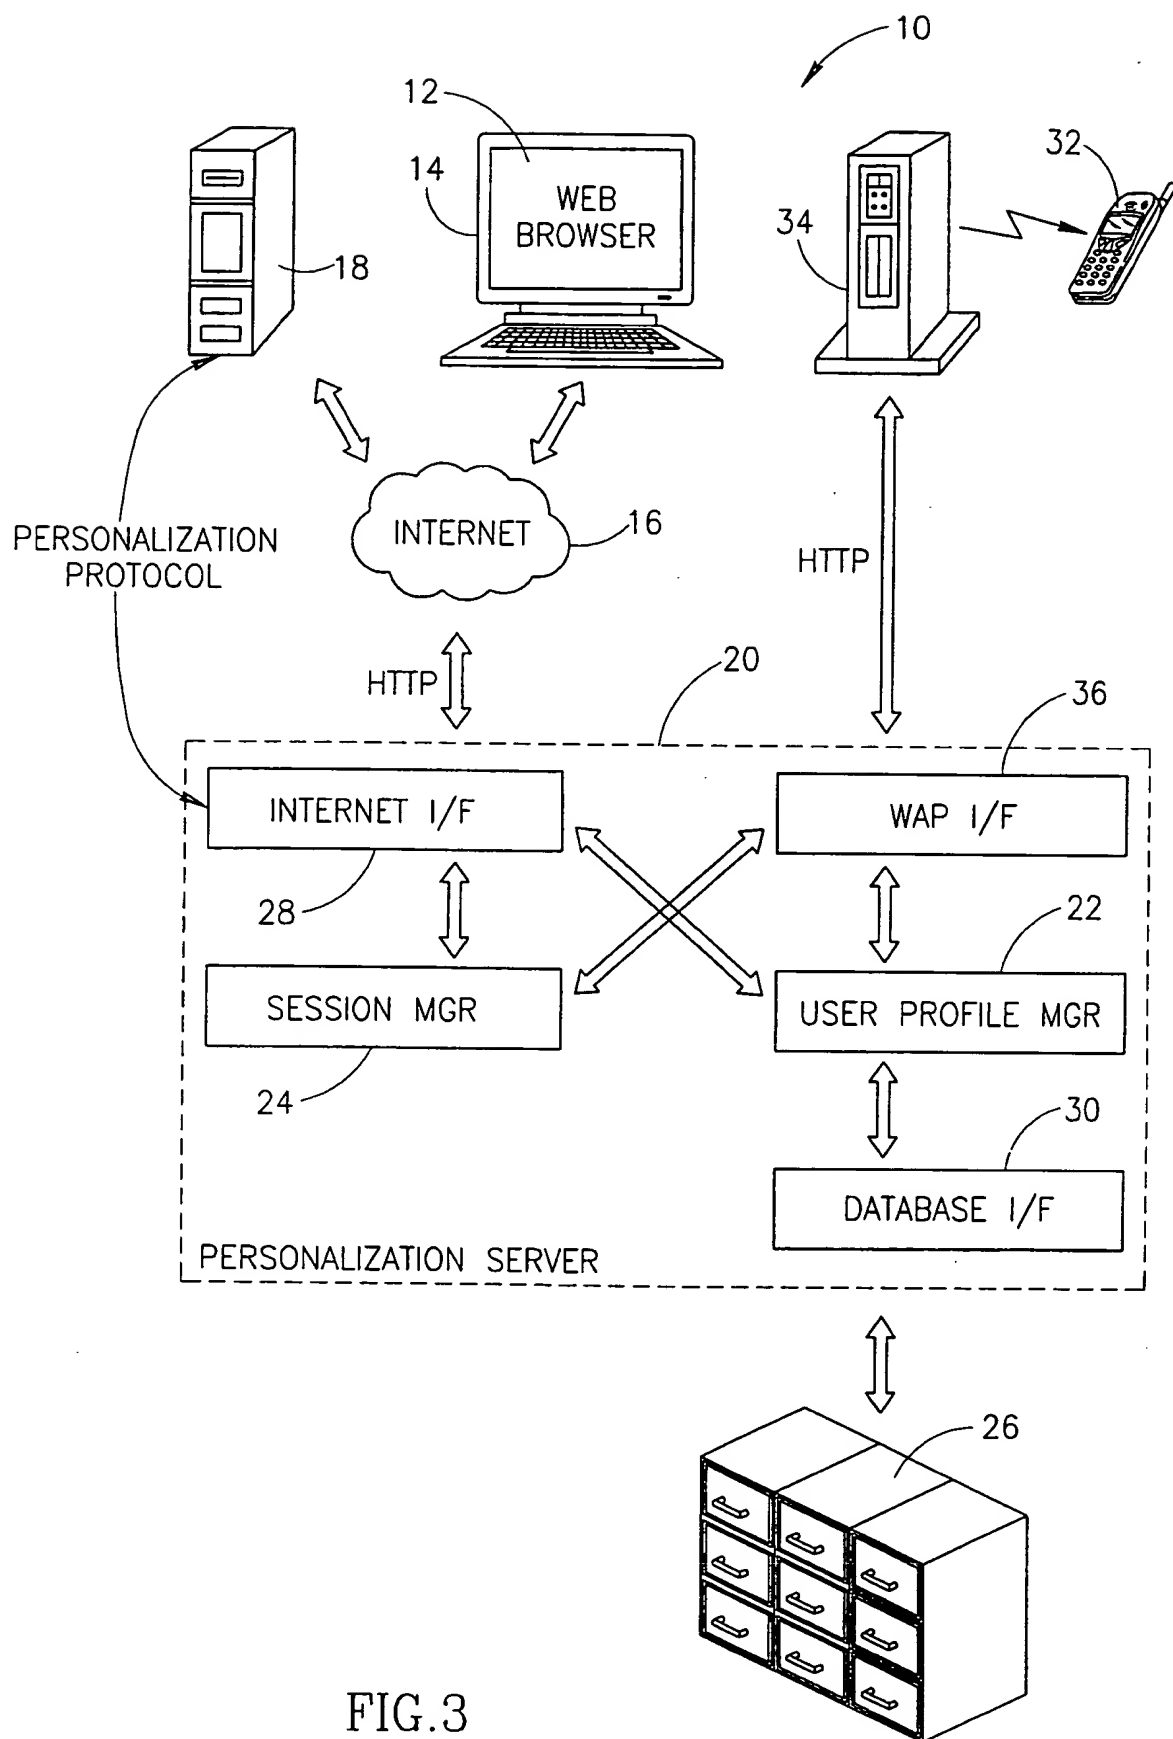 10
12
14
WEB
BROWSER
18
34
32
PERSONALIZATION
PROTOCOL
INTERNET
16
HTTP
HTTP
20
36
INTERNET I/F
WAP I/F
28
22
SESSION MGR
USER PROFILE MGR
24
30
DATABASE I/F
PERSONALIZATION SERVER
26
FIG.3